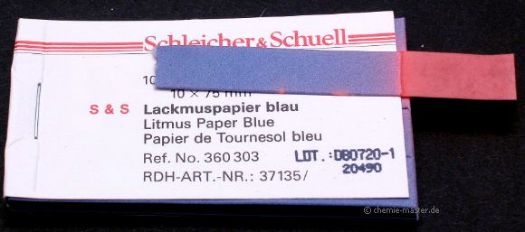 Schleicher & Schuell
10
10 × 75 mm
S & S Lackmuspapier blau
Litmus Paper Blue
Papier de Tournesol bleu
Ref. No. 360 303 LOT.:DB0720-1
20490
RDH-ART.-NR.: 37135/
© chemie-master.de